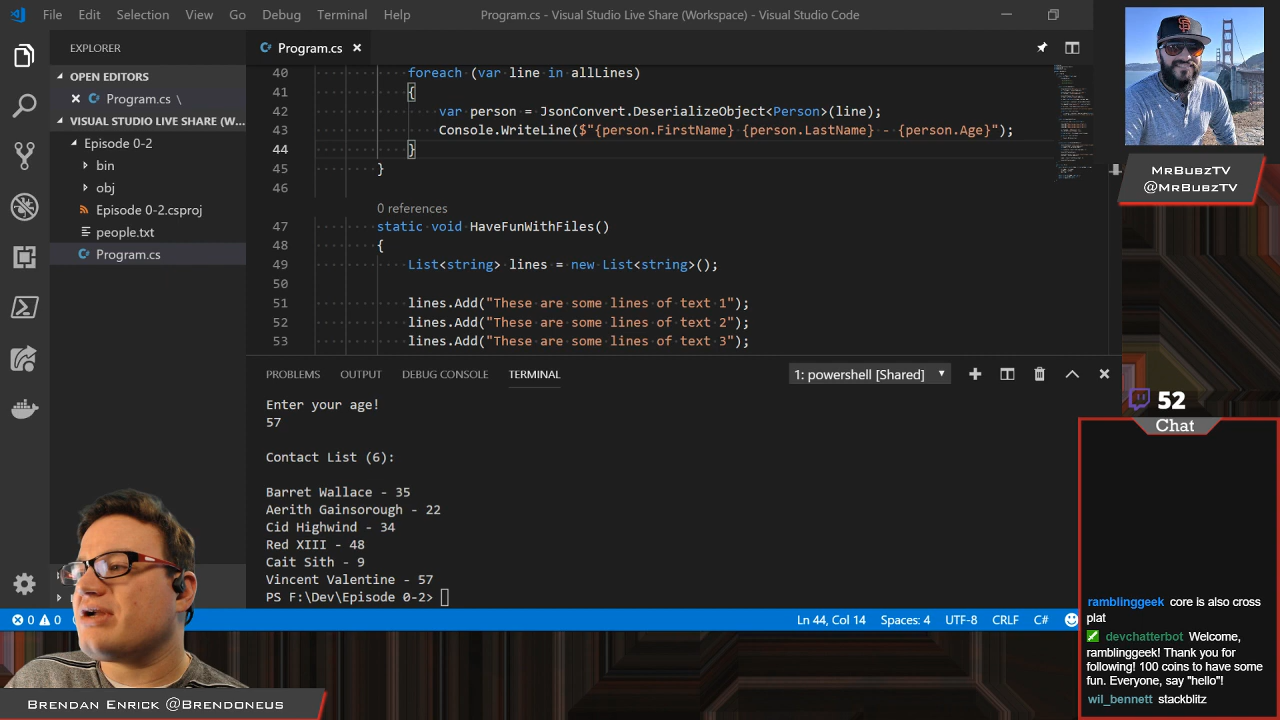 File Edit Selection View Go Debug Terminal Help
Program.cs - Visual Studio Live Share (Workspace) - Visual Studio Code
EXPLORER
OPEN EDITORS
Program.cs \
VISUAL STUDIO LIVE SHARE (W...
Episode 0-2
bin
obj
Episode 0-2.csproj
people.txt
Program.cs
Program.cs
40 foreach (var line in allLines)
41 {
42 var person = JsonConvert.DeserializeObject<Person>(line);
43 Console.WriteLine($"{person.FirstName} {person.LastName} - {person.Age}");
44 }
45 }
46
0 references
47 static void HaveFunWithFiles()
48 {
49 List<string> lines = new List<string>();
50
51 lines.Add("These are some lines of text 1");
52 lines.Add("These are some lines of text 2");
53 lines.Add("These are some lines of text 3");
PROBLEMS OUTPUT DEBUG CONSOLE TERMINAL
1: powershell [Shared]
Enter your age!
57
Contact List (6):
Barret Wallace - 35
Aerith Gainsorough - 22
Cid Highwind - 34
Red XIII - 48
Cait Sith - 9
Vincent Valentine - 57
PS F:\Dev\Episode 0-2>
0 0
Ln 44, Col 14 Spaces: 4 UTF-8 CRLF C#
BRENDAN ENRICK @BRENDONEUS
MRBUBZTV
@MRBUBZTV
52
Chat
ramblinggeek core is also cross
plat
devchatterbot Welcome,
ramblinggeek! Thank you for
following! 100 coins to have some
fun. Everyone, say "hello"!
wil_bennett stackblitz